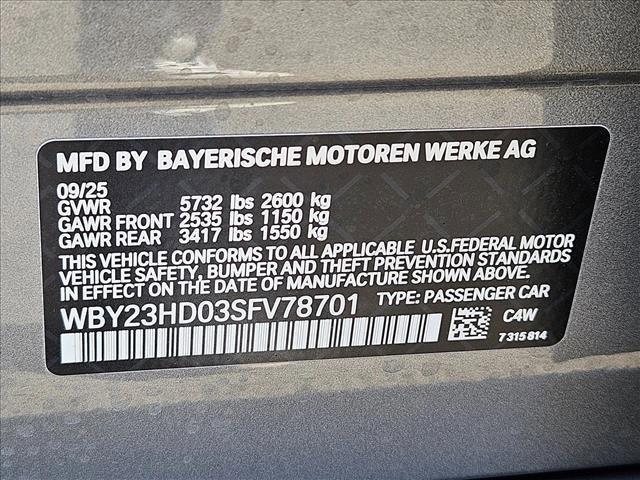 MFD BY BAYERISCHE MOTOREN WERKE AG
09/25
GVWR 5732 lbs 2600 kg
GAWR FRONT 2535 lbs 1150 kg
GAWR REAR 3417 lbs 1550 kg
THIS VEHICLE CONFORMS TO ALL APPLICABLE U.S.FEDERAL MOTOR
VEHICLE SAFETY, BUMPER AND THEFT PREVENTION STANDARDS
IN EFFECT ON THE DATE OF MANUFACTURE SHOWN ABOVE.
WBY23HD03SFV78701 TYPE: PASSENGER CAR
C4W
7315814